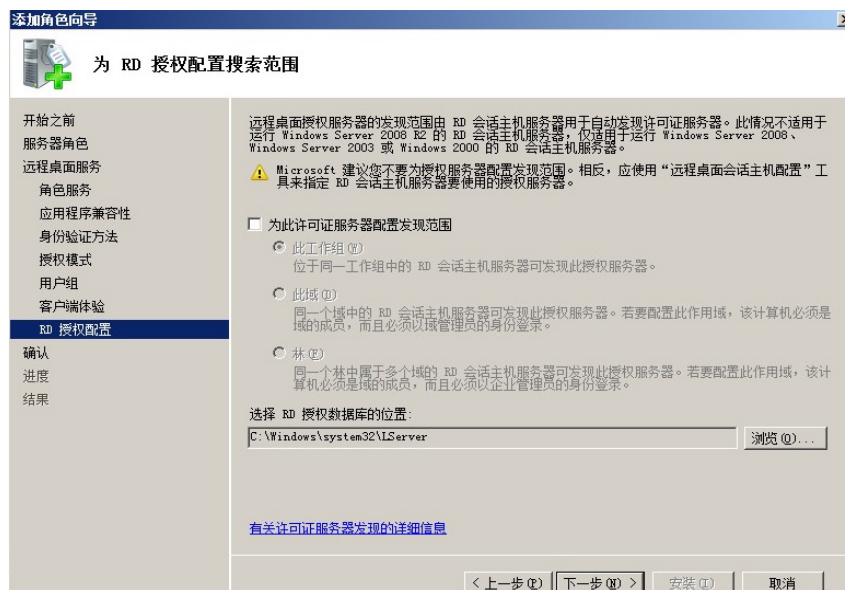 添加角色向导
为 RD 授权配置搜索范围
开始之前
服务器角色
远程桌面服务
角色服务
应用程序兼容性
身份验证方法
授权模式
用户组
客户端体验
RD 授权配置
确认
进度
结果
远程桌面授权服务器的发现范围由 RD 会话主机服务器用于自动发现许可证服务器。此情况不适用于
运行 Windows Server 2008 R2 的 RD 会话主机服务器，仅适用于运行 Windows Server 2008、
Windows Server 2003 或 Windows 2000 的 RD 会话主机服务器。
Microsoft 建议您不要为授权服务器配置发现范围。相反，应使用“远程桌面会话主机配置”工
具来指定 RD 会话主机服务器要使用的授权服务器。
为此许可证服务器配置发现范围
此工作组(W)
位于同一工作组中的 RD 会话主机服务器可发现此授权服务器。
此域(D)
同一个域中的 RD 会话主机服务器可发现此授权服务器。若要配置此作用域，该计算机必须是
域的成员，而且必须以域管理员的身份登录。
林(F)
同一个林中属于多个域的 RD 会话主机服务器可发现此授权服务器。若要配置此作用域，该计
算机必须是域的成员，而且必须以企业管理员的身份登录。
选择 RD 授权数据库的位置:
C:\Windows\system32\LServer
浏览(O)...
有关许可证服务器发现的详细信息
< 上一步(P)
下一步(N) >
安装(I)
取消